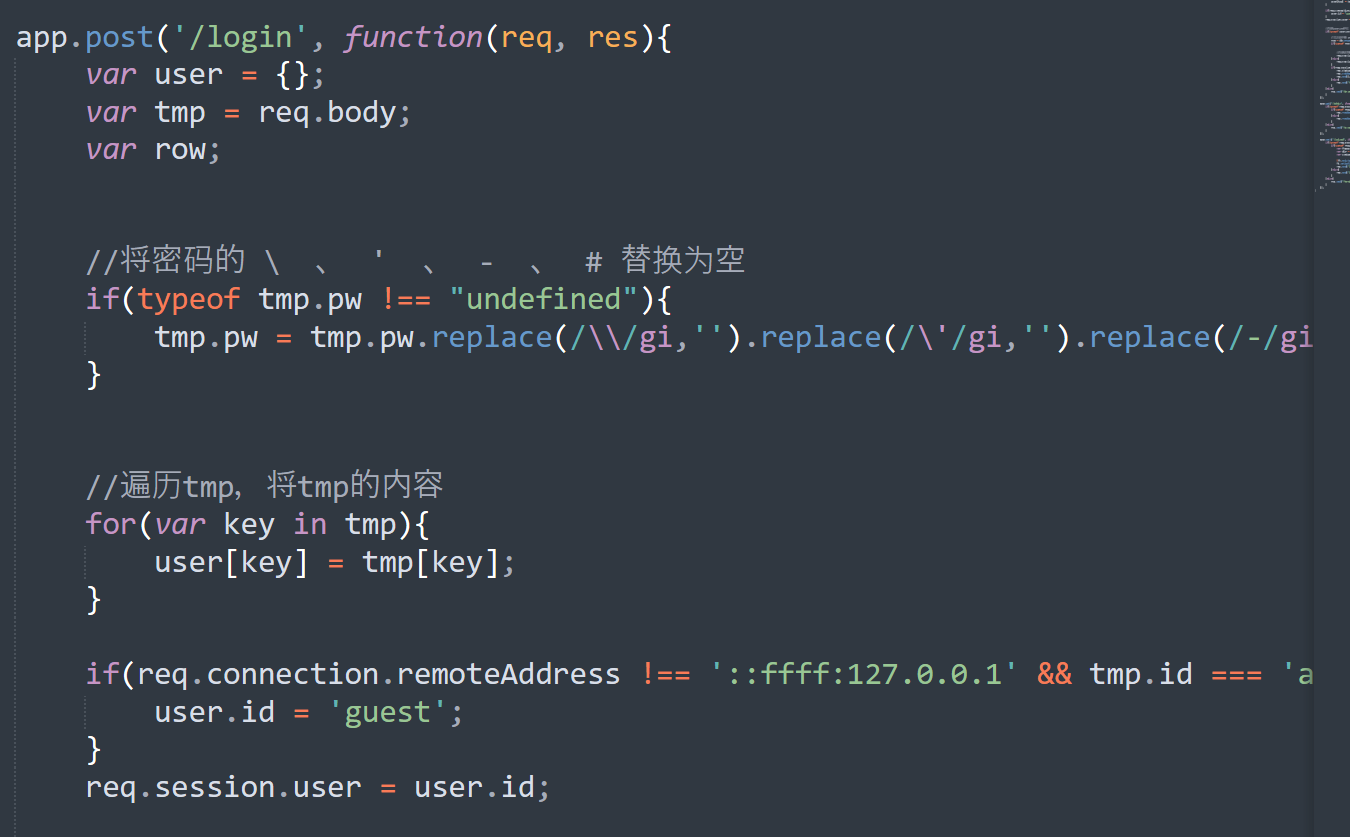 app.post('/login', function(req, res){
var user = {};
var tmp = req.body;
var row;
//将密码的 \ 、 ' 、 - 、 # 替换为空
if(typeof tmp.pw !== "undefined"){
tmp.pw = tmp.pw.replace(/\\/gi,'').replace(/\'/gi,'').replace(/-/gi
}
//遍历tmp，将tmp的内容
for(var key in tmp){
user[key] = tmp[key];
}
if(req.connection.remoteAddress !== '::ffff:127.0.0.1' && tmp.id === 'a
user.id = 'guest';
}
req.session.user = user.id;